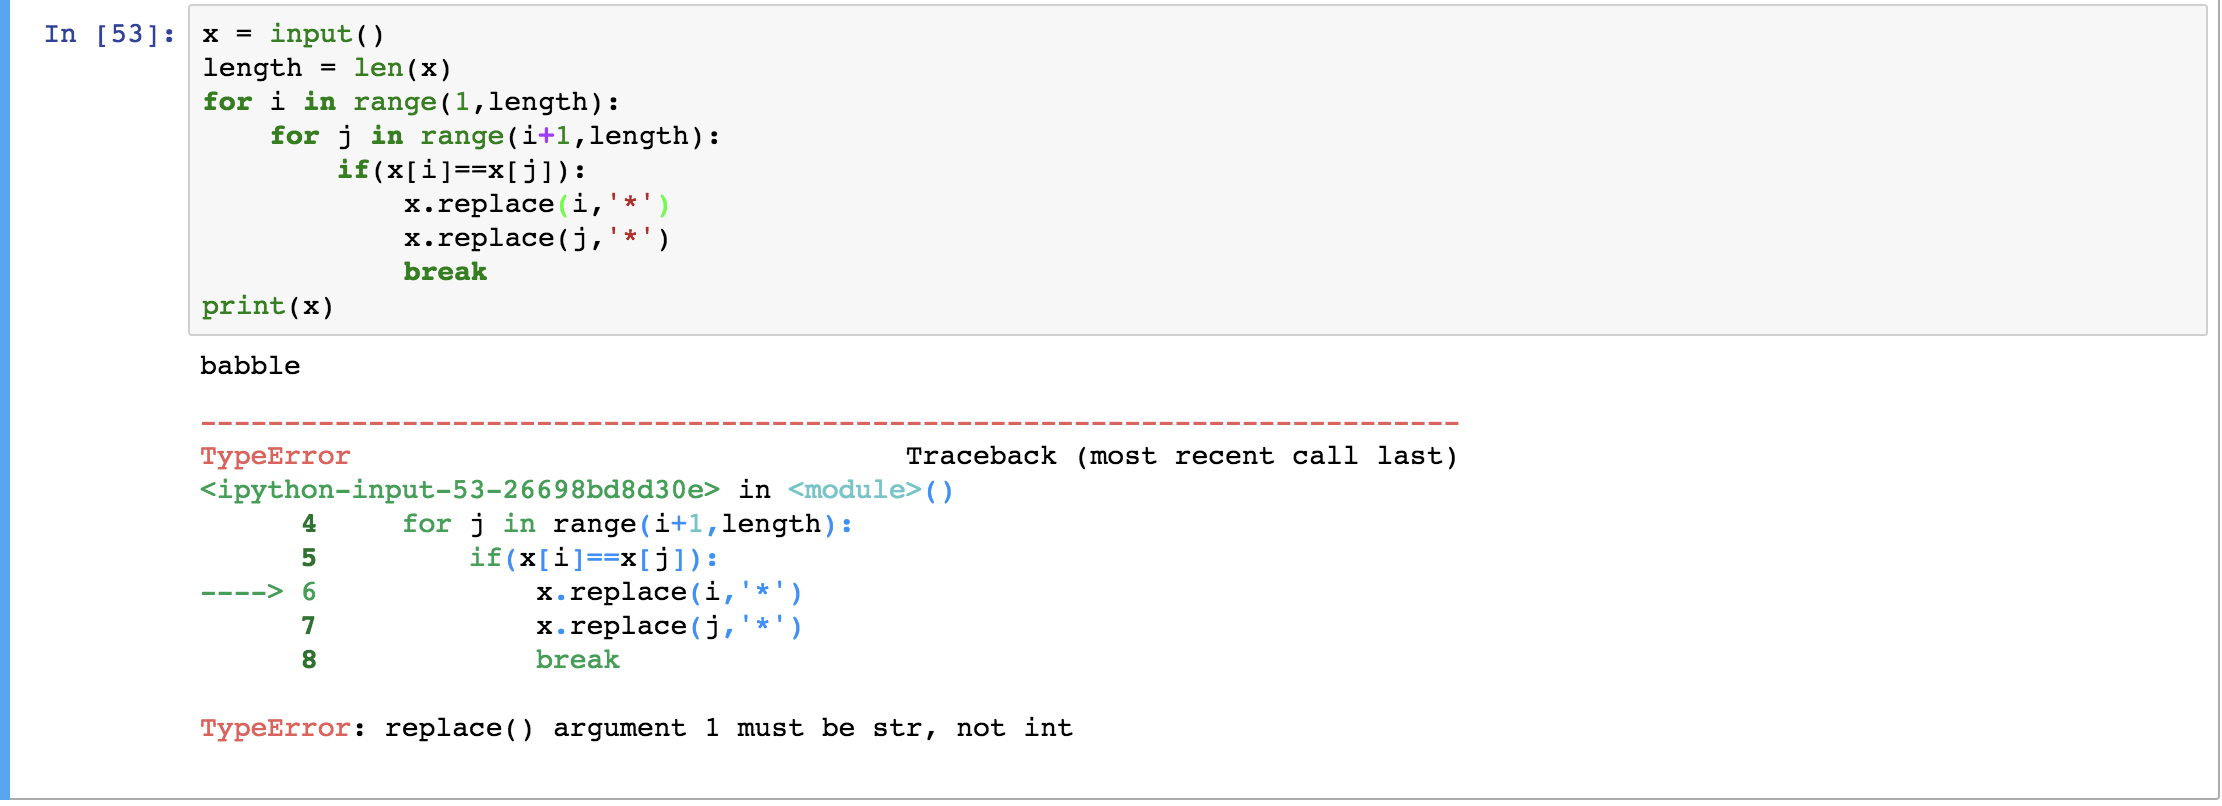 In [53]: x = input()
length = len(x)
for i in range(1,length):
    for j in range(i+1,length):
        if(x[i]==x[j]):
            x.replace(i,'*')
            x.replace(j,'*')
            break
print(x)
babble
---------------------------------------------------------------------------
TypeError                                 Traceback (most recent call last)
<ipython-input-53-26698bd8d30e> in <module>()
      4     for j in range(i+1,length):
      5         if(x[i]==x[j]):
----> 6             x.replace(i,'*')
      7             x.replace(j,'*')
      8             break
TypeError: replace() argument 1 must be str, not int